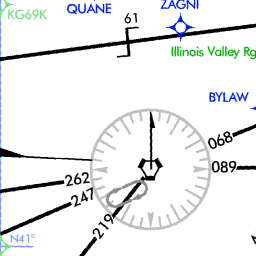 KG69K
QUANE
61
ZAGNI
Illinois Valley Rg
BYLAW
068
089
262
247
219
N41°